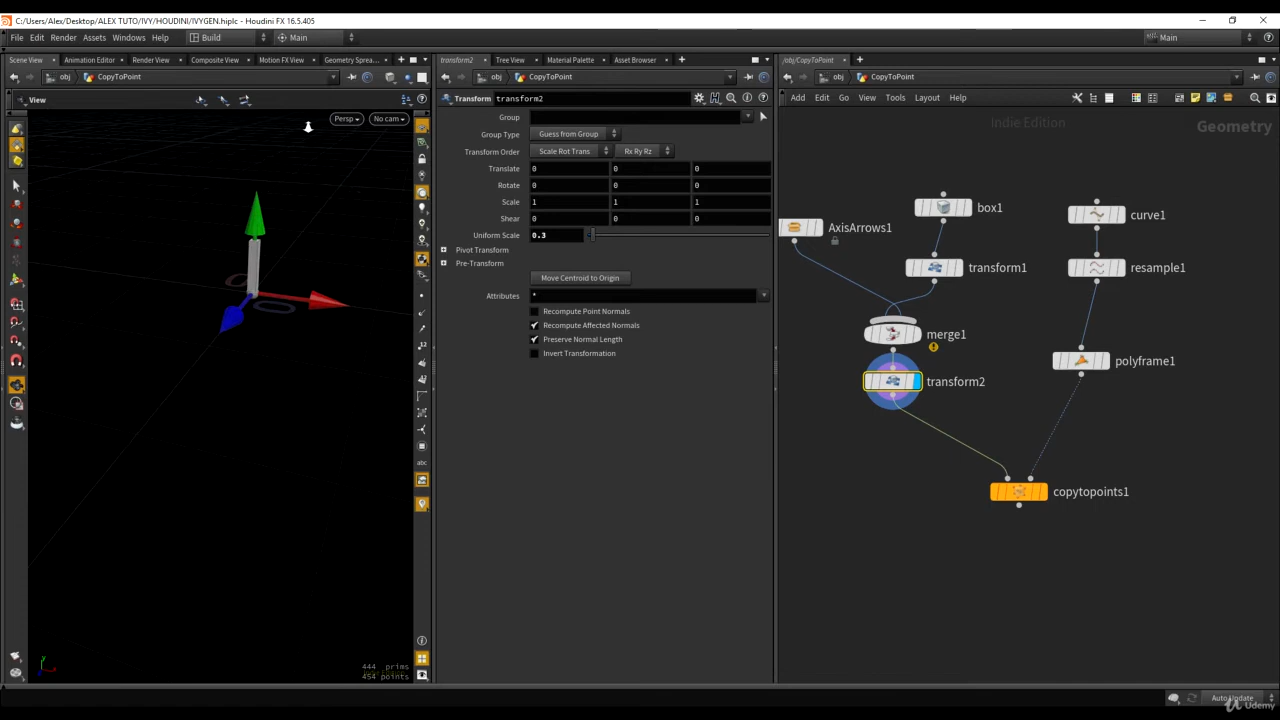 C:/Users/Alex/Desktop/ALEX TUTO/IVY/HOUDINI/IVYGEN.hiplc - Houdini FX 16.5.405
File Edit Render Assets Windows Help Build Main Main
Scene View Animation Editor Render View Composite View Motion FX View Geometry Sprea...
obj CopyToPoint
View
Persp No cam
444 prims
454 points
transform2 Tree View Material Palette Asset Browser
obj CopyToPoint
Transform transform2
Group
Group Type Guess from Group
Transform Order Scale Rot Trans Rx Ry Rz
Translate 0 0 0
Rotate 0 0 0
Scale 1 1 1
Shear 0 0 0
Uniform Scale 0.3
Pivot Transform
Pre-Transform
Move Centroid to Origin
Attributes *
Recompute Point Normals
Recompute Affected Normals
Preserve Normal Length
Invert Transformation
/obj/CopyToPoint
obj CopyToPoint
Add Edit Go View Tools Layout Help
Indie Edition
Geometry
box1
curve1
AxisArrows1
transform1
resample1
merge1
polyframe1
transform2
copytopoints1
abc
y
Auto Update
Udemy